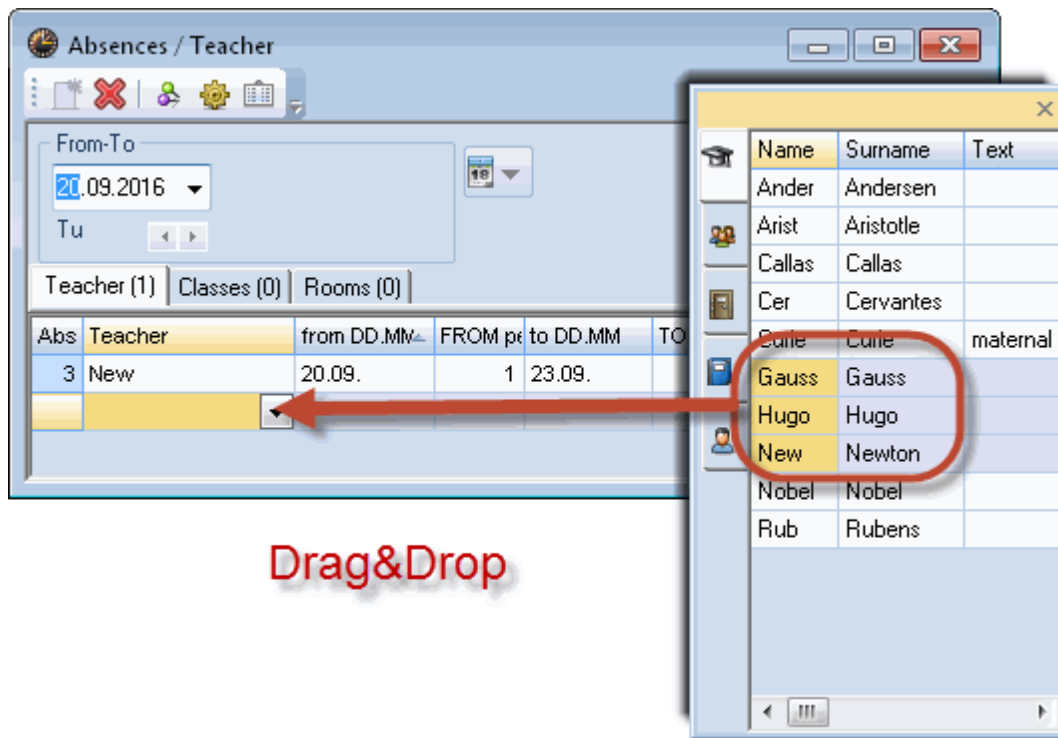 Absences / Teacher
From-To
20.09.2016
18
Tu
Teacher (1) Classes (0) Rooms (0)
Abs Teacher from DD.MM FROM pe to DD.MM TO
3 New 20.09. 1 23.09.
Name Surname Text
Ander Andersen
Arist Aristotle
Callas Callas
Cer Cervantes
Curie Curie maternal
Gauss Gauss
Hugo Hugo
New Newton
Nobel Nobel
Rub Rubens
Drag&Drop